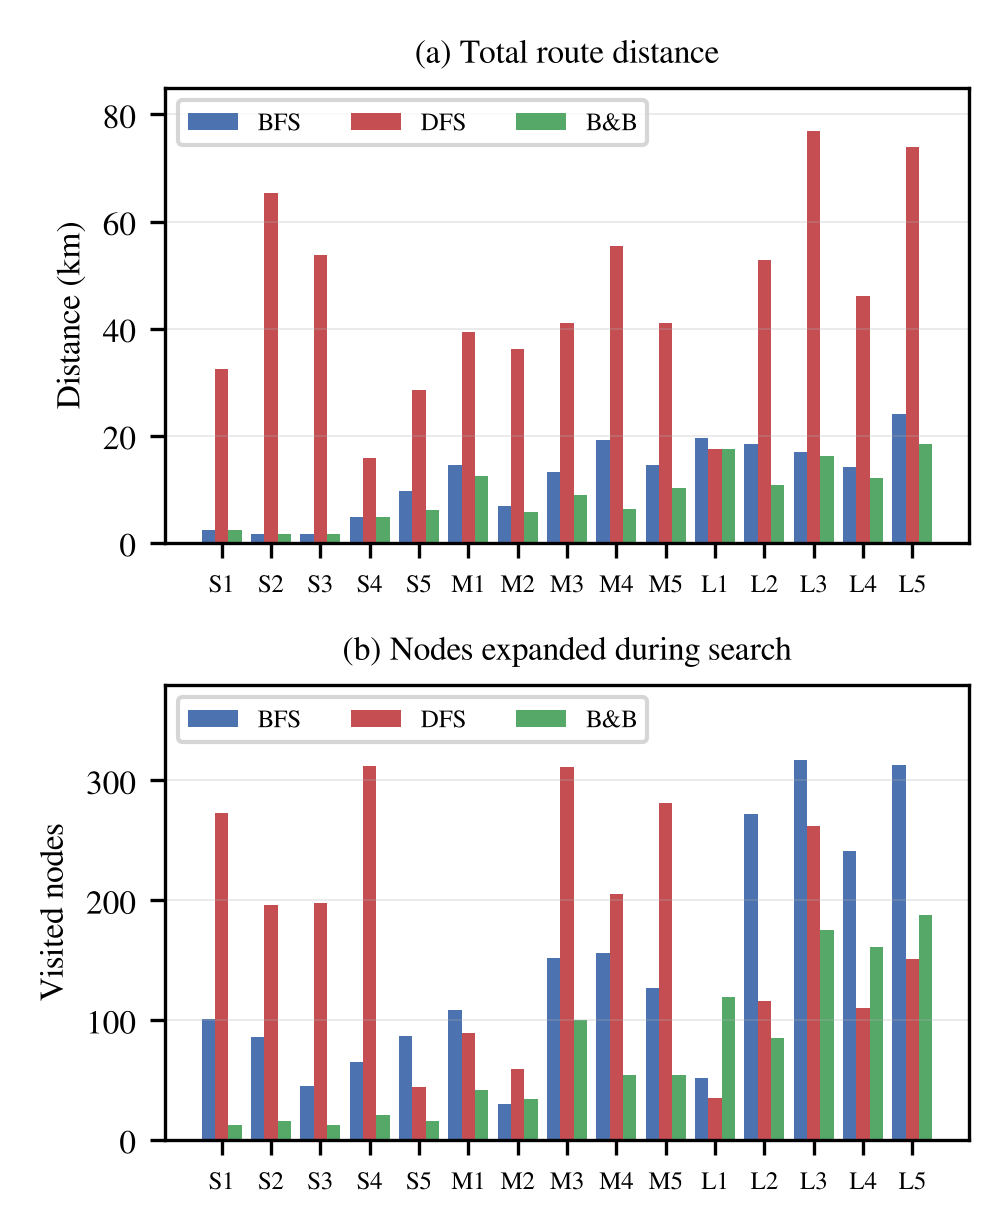 (a) Total route distance
BFS DFS B&B
80
60
40
20
0
Distance (km)
S1 S2 S3 S4 S5 M1 M2 M3 M4 M5 L1 L2 L3 L4 L5
(b) Nodes expanded during search
BFS DFS B&B
300
200
100
0
Visited nodes
S1 S2 S3 S4 S5 M1 M2 M3 M4 M5 L1 L2 L3 L4 L5